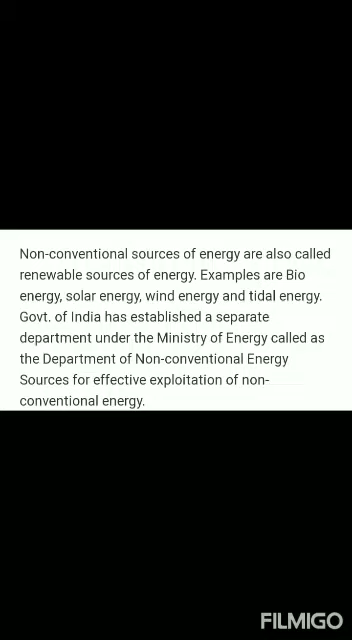 Non-conventional sources of energy are also called
renewable sources of energy. Examples are Bio
energy, solar energy, wind energy and tidal energy.
Govt. of India has established a separate
department under the Ministry of Energy called as
the Department of Non-conventional Energy
Sources for effective exploitation of non-
conventional energy.
FILMIGO